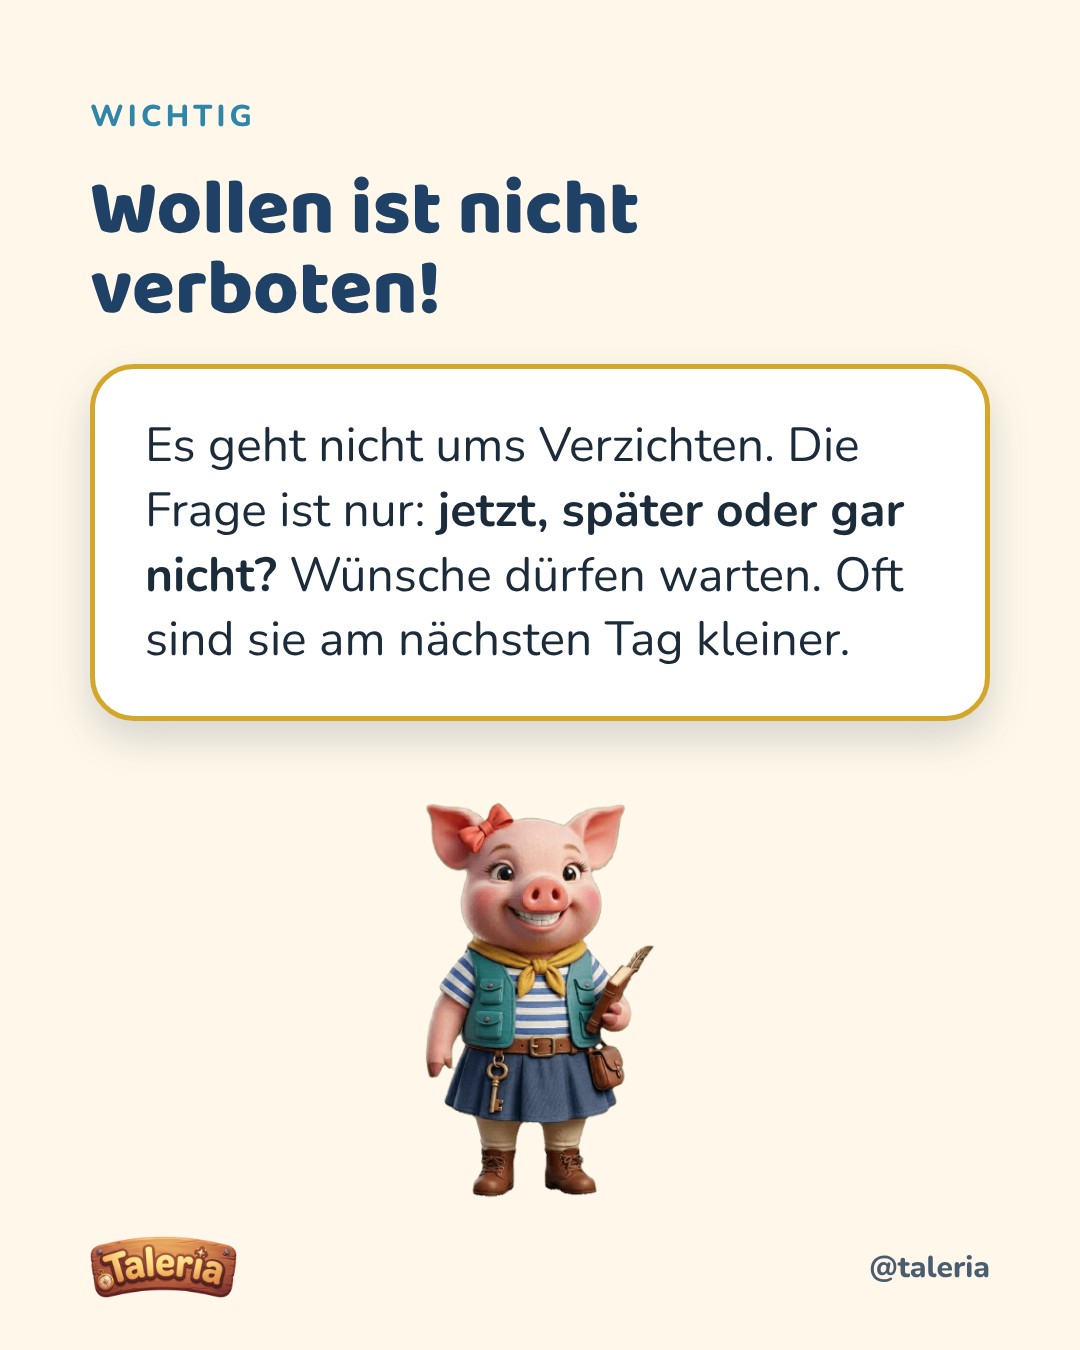 WICHTIG
Wollen ist nicht
verboten!
Es geht nicht ums Verzichten. Die
Frage ist nur: jetzt, später oder gar
nicht? Wünsche dürfen warten. Oft
sind sie am nächsten Tag kleiner.
Taleria
@taleria